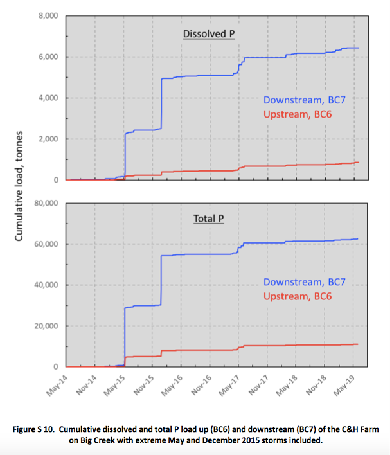 Dissolved P
8,000
6,000
4,000
2,000
0
Downstream, BC7
Upstream, BC6
Cumulative load, tonnes
Total P
80,000
60,000
40,000
20,000
0
Downstream, BC7
Upstream, BC6
May-14
Nov-14
May-15
Nov-15
May-16
Nov-16
May-17
Nov-17
May-18
Nov-18
May-19
Figure S 10. Cumulative dissolved and total P load up (BC6) and downstream (BC7) of the C&H Farm
on Big Creek with extreme May and December 2015 storms included.